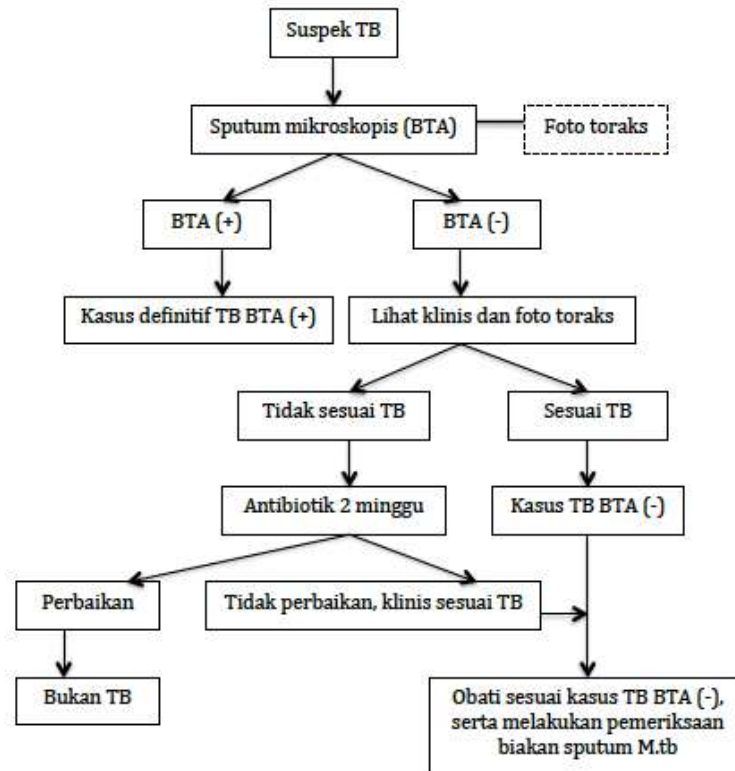 Suspek TB
Sputum mikroskopis (BTA)
Foto toraks
BTA (+)
BTA (-)
Kasus definitif TB BTA (+)
Lihat klinis dan foto toraks
Tidak sesuai TB
Sesuai TB
Antibiotik 2 minggu
Kasus TB BTA (-)
Perbaikan
Tidak perbaikan, klinis sesuai TB
Bukan TB
Obati sesuai kasus TB BTA (-),
serta melakukan pemeriksaan
biakan sputum M.tb